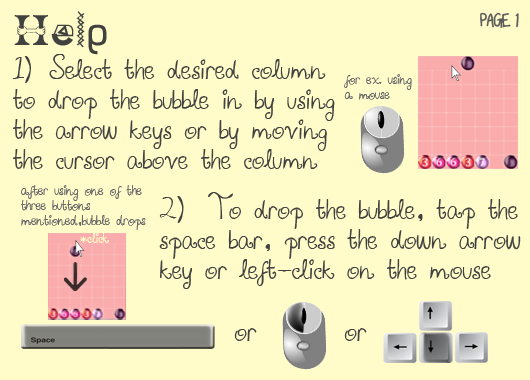 Help
PAGE 1
1) Select the desired column
to drop the bubble in by using
the arrow keys or by moving
the cursor above the column
for ex. using
a mouse
after using one of the
three buttons
mentioned,bubble drops
+click
2) To drop the bubble, tap the
space bar, press the down arrow
key or left-click on the mouse
Space
or
or